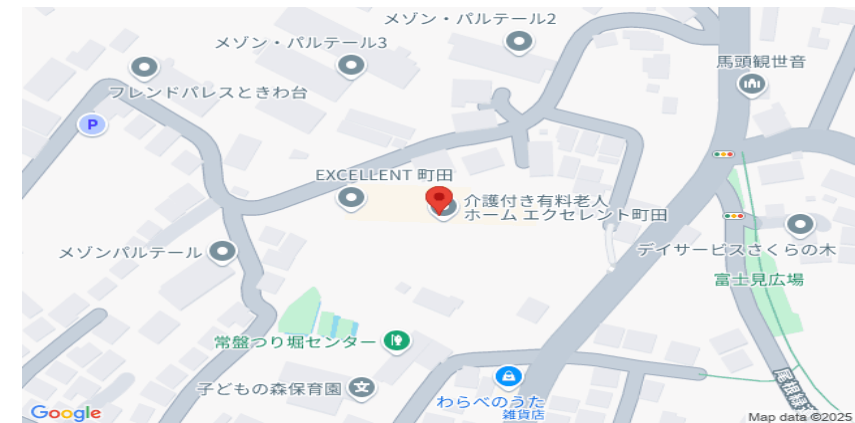 メゾン・パルテール2
メゾン・パルテール3
馬頭観世音
フレンドパレスときわ台
P
EXCELLENT 町田
介護付き有料老人
ホーム エクセレント町田
メゾンパルテール
デイサービスさくらの木
富士見広場
常盤つり堀センター
子どもの森保育園
わらべのうた
雑貨店
尾根緑
Google
Map data ©2025